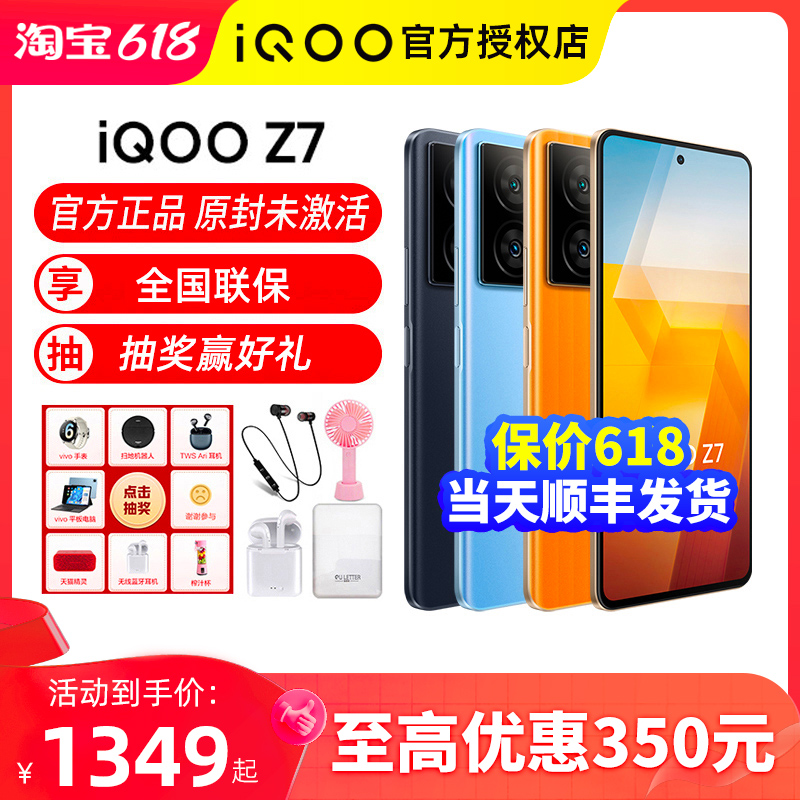 淘宝618
iQOO官方授权店
iQOO Z7
官方正品 原封未激活
享 全国联保
抽 抽奖赢好礼
vivo 手表
扫地机器人
TWS Ari 耳机
vivo 平板电脑
点击
抽奖
谢谢参与
天猫精灵
无线蓝牙耳机
榨汁杯
OU LETTER
Z7
保价618
当天顺丰发货
活动到手价：
¥1349起
至高优惠350元